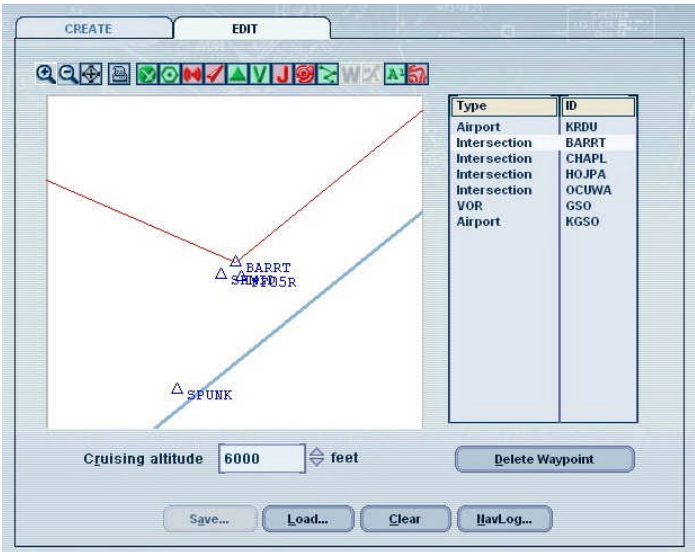 CREATE EDIT
V J W A
Type ID
Airport KRDU
Intersection BARRT
Intersection CHAPL
Intersection HOJPA
Intersection OCUWA
VOR GSO
Airport KGSO
BARRT
SPUNK
Cruising altitude 6000 feet
Delete Waypoint
Save... Load... Clear NavLog...